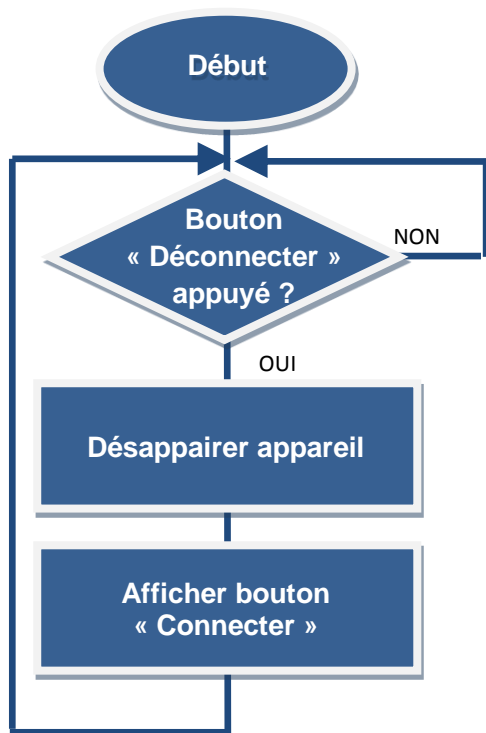 Début
Bouton
« Déconnecter »
appuyé ?
NON
OUI
Désappairer appareil
Afficher bouton
« Connecter »